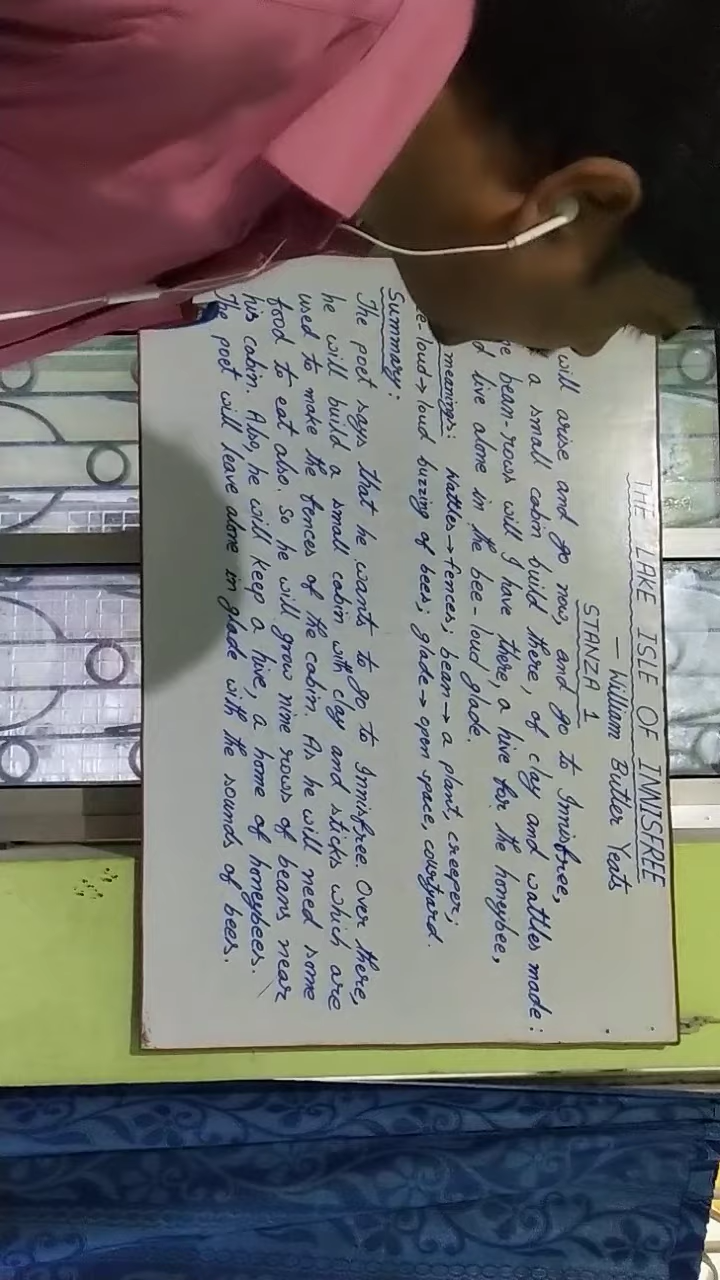 THE LAKE ISLE OF INNISFREE
— William Butler Yeats
STANZA 1
will arise and go now, and go to Innisfree,
a small cabin build there, of clay and wattles made:
bean-rows will I have there, a hive for the honeybee,
live alone in the bee-loud glade.
meanings: Wattles → fences; bean → a plant, creeper;
loud → loud buzzing of bees; glade → open space, courtyard.
Summary:
The poet says that he wants to go to Innisfree. Over there,
he will build a small cabin with clay and sticks which are
used to make the fences of the cabin. As he will need some
food to eat also. So he will grow nine rows of beans near
his cabin. Also, he will keep a hive, a home of honeybees.
The poet will leave alone in glade with the sounds of bees.